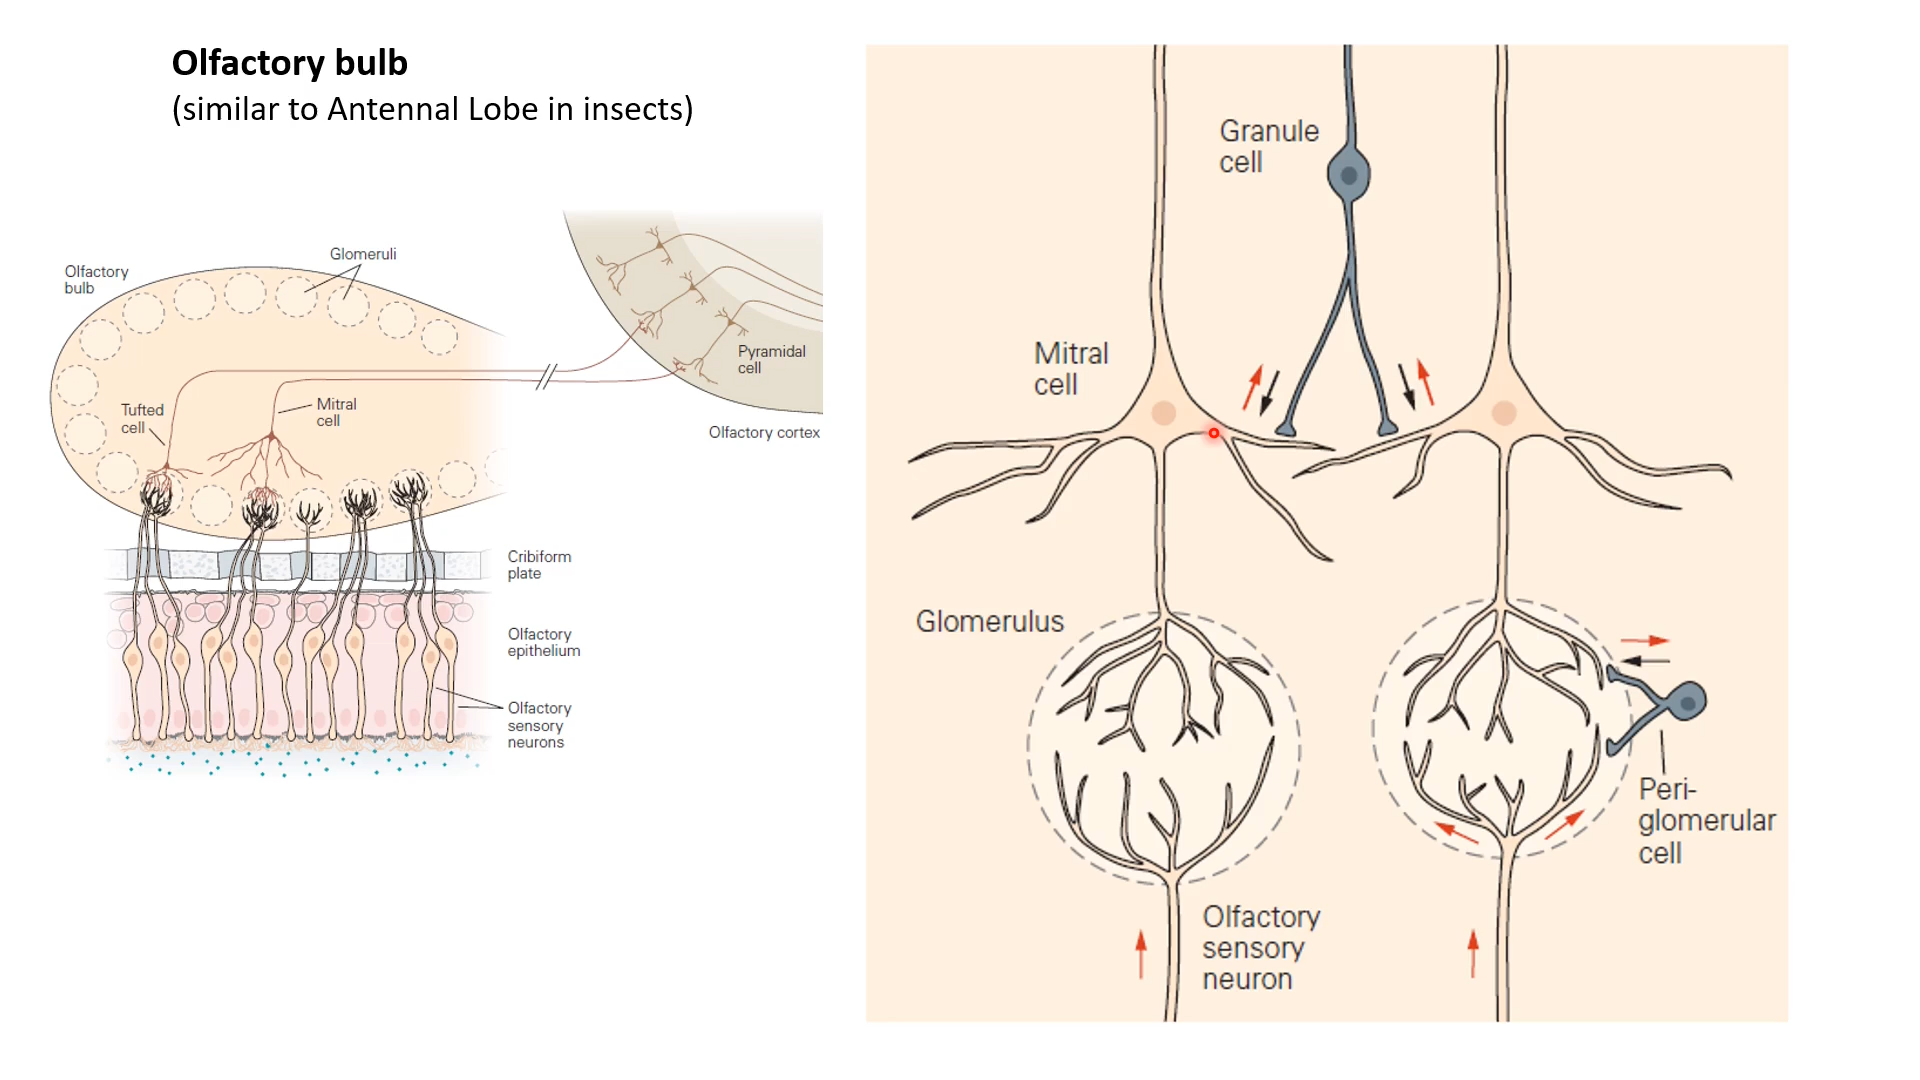 Olfactory bulb
(similar to Antennal Lobe in insects)
Olfactory
bulb
Glomeruli
Tufted
cell
Mitral
cell
Pyramidal
cell
Olfactory cortex
Cribiform
plate
Olfactory
epithelium
Olfactory
sensory
neurons
Granule
cell
Mitral
cell
Glomerulus
Peri-
glomerular
cell
Olfactory
sensory
neuron